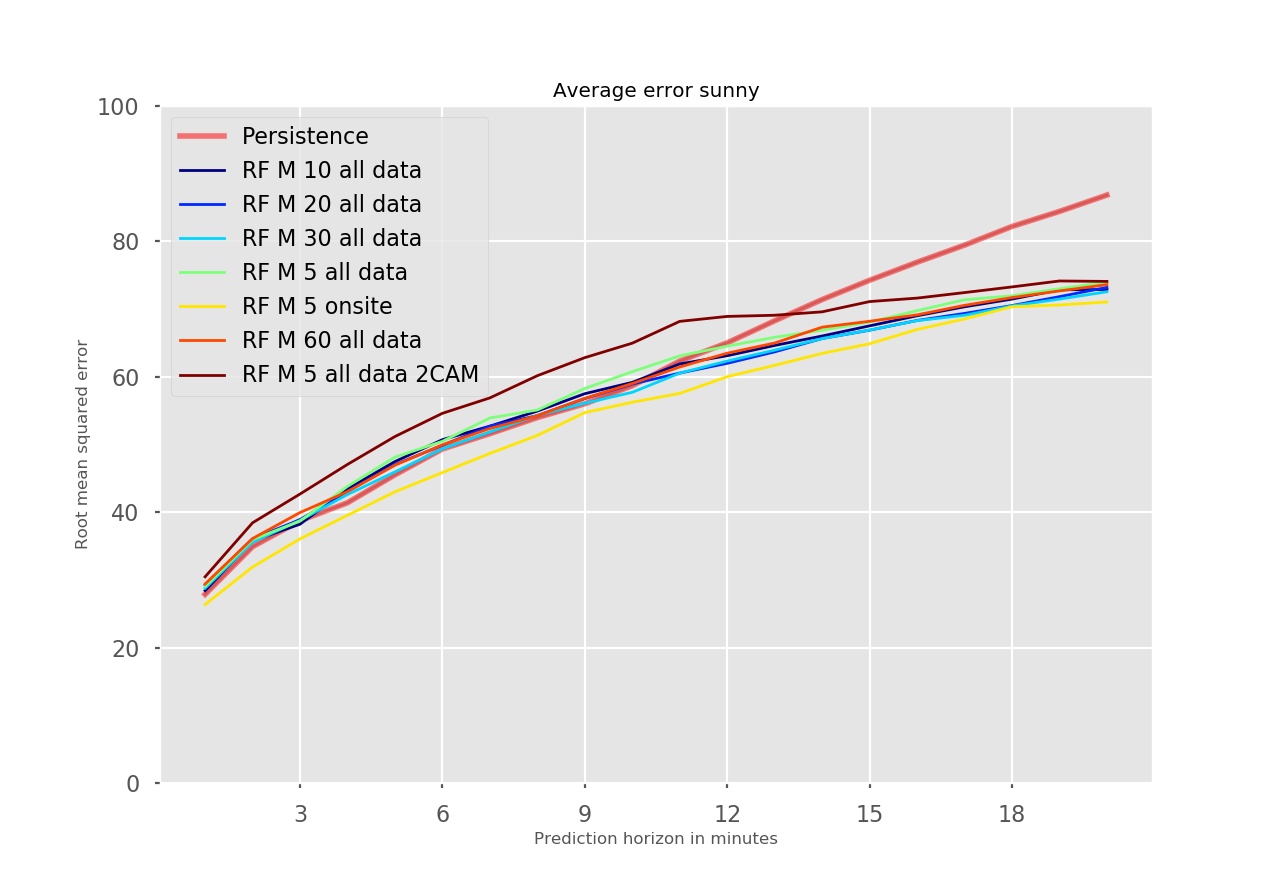 Average error sunny
100
80
60
40
20
0
Root mean squared error
Persistence
RF M 10 all data
RF M 20 all data
RF M 30 all data
RF M 5 all data
RF M 5 onsite
RF M 60 all data
RF M 5 all data 2CAM
3 6 9 12 15 18
Prediction horizon in minutes